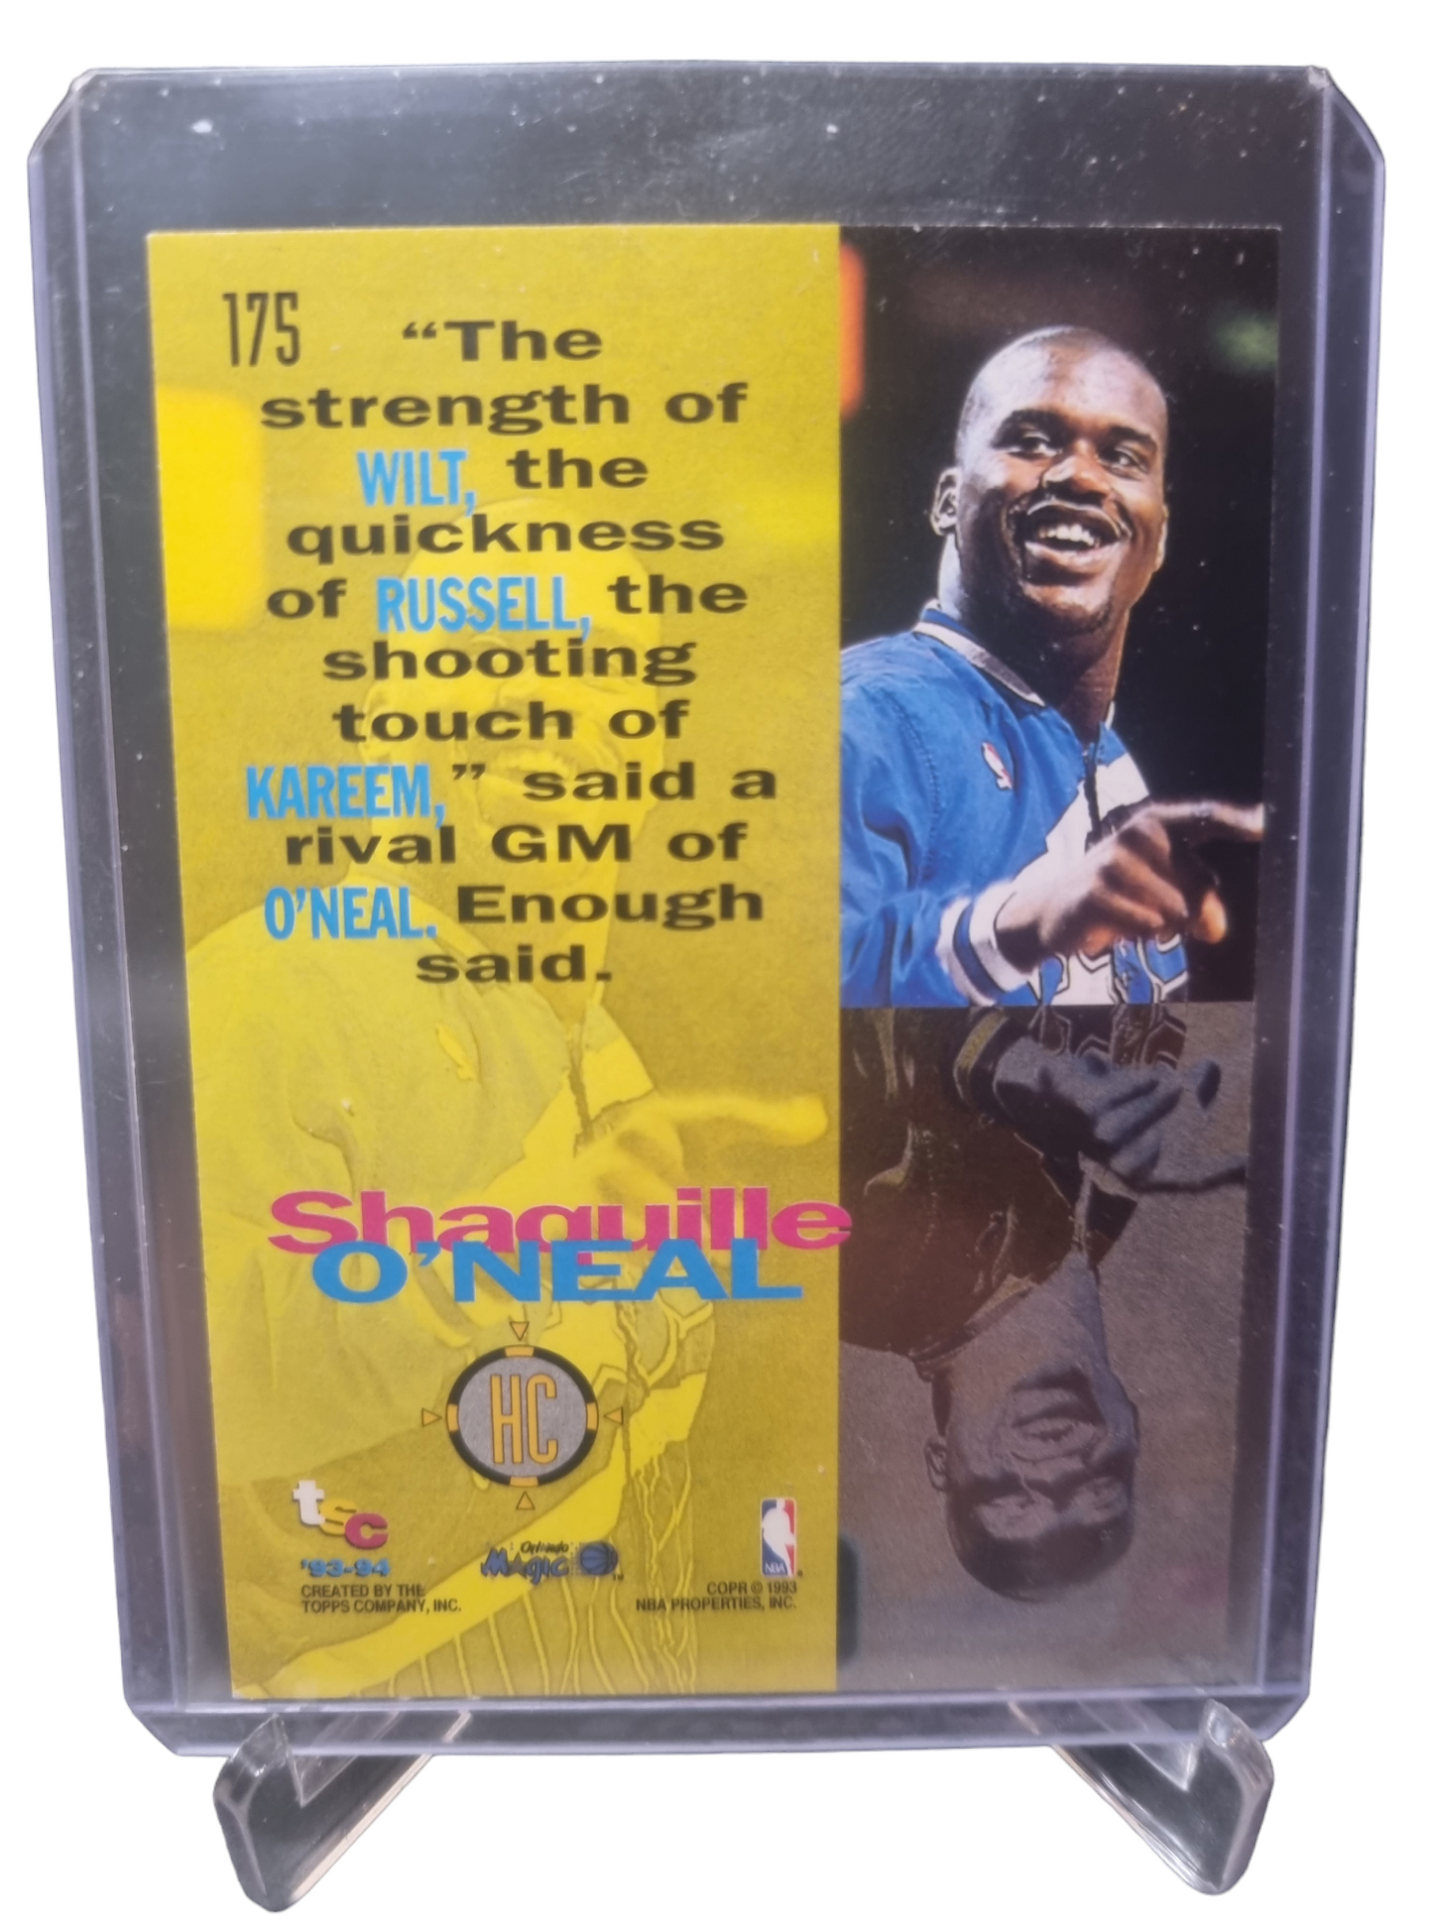 175
“The
strength of
WILT, the
quickness
of RUSSELL, the
shooting
touch of
KAREEM,” said a
rival GM of
O’NEAL. Enough
said.
Shaquille
O’NEAL
HC
tsc
’93-94
CREATED BY THE
TOPPS COMPANY, INC.
Orlando
Magic
TM
NBA
COPR © 1993
NBA PROPERTIES, INC.